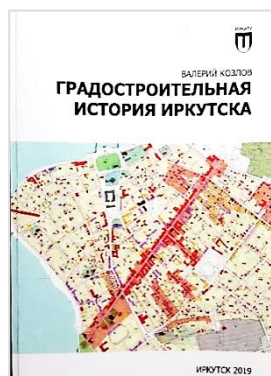 ВАЛЕРИЙ КОЗЛОВ
ГРАДОСТРОИТЕЛЬНАЯ
ИСТОРИЯ ИРКУТСКА
ИРКУТСК 2019